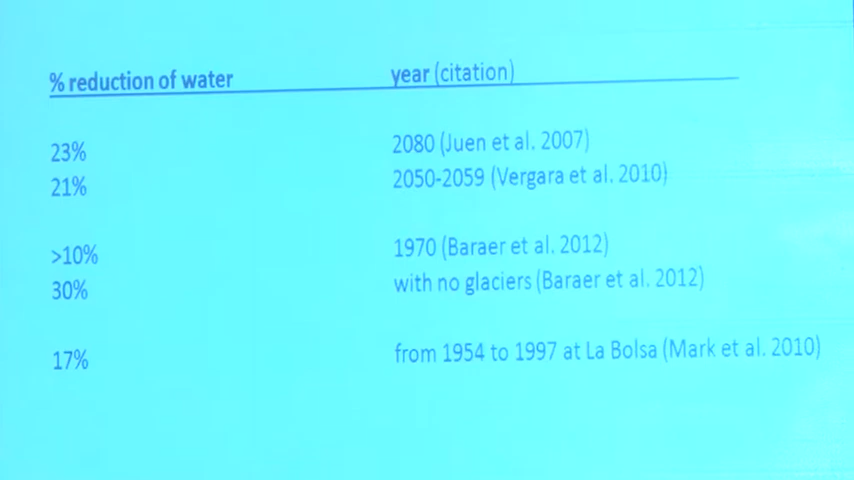 % reduction of water year (citation)
23% 2080 (Juen et al. 2007)
21% 2050-2059 (Vergara et al. 2010)
>10% 1970 (Baraer et al. 2012)
30% with no glaciers (Baraer et al. 2012)
17% from 1954 to 1997 at La Bolsa (Mark et al. 2010)